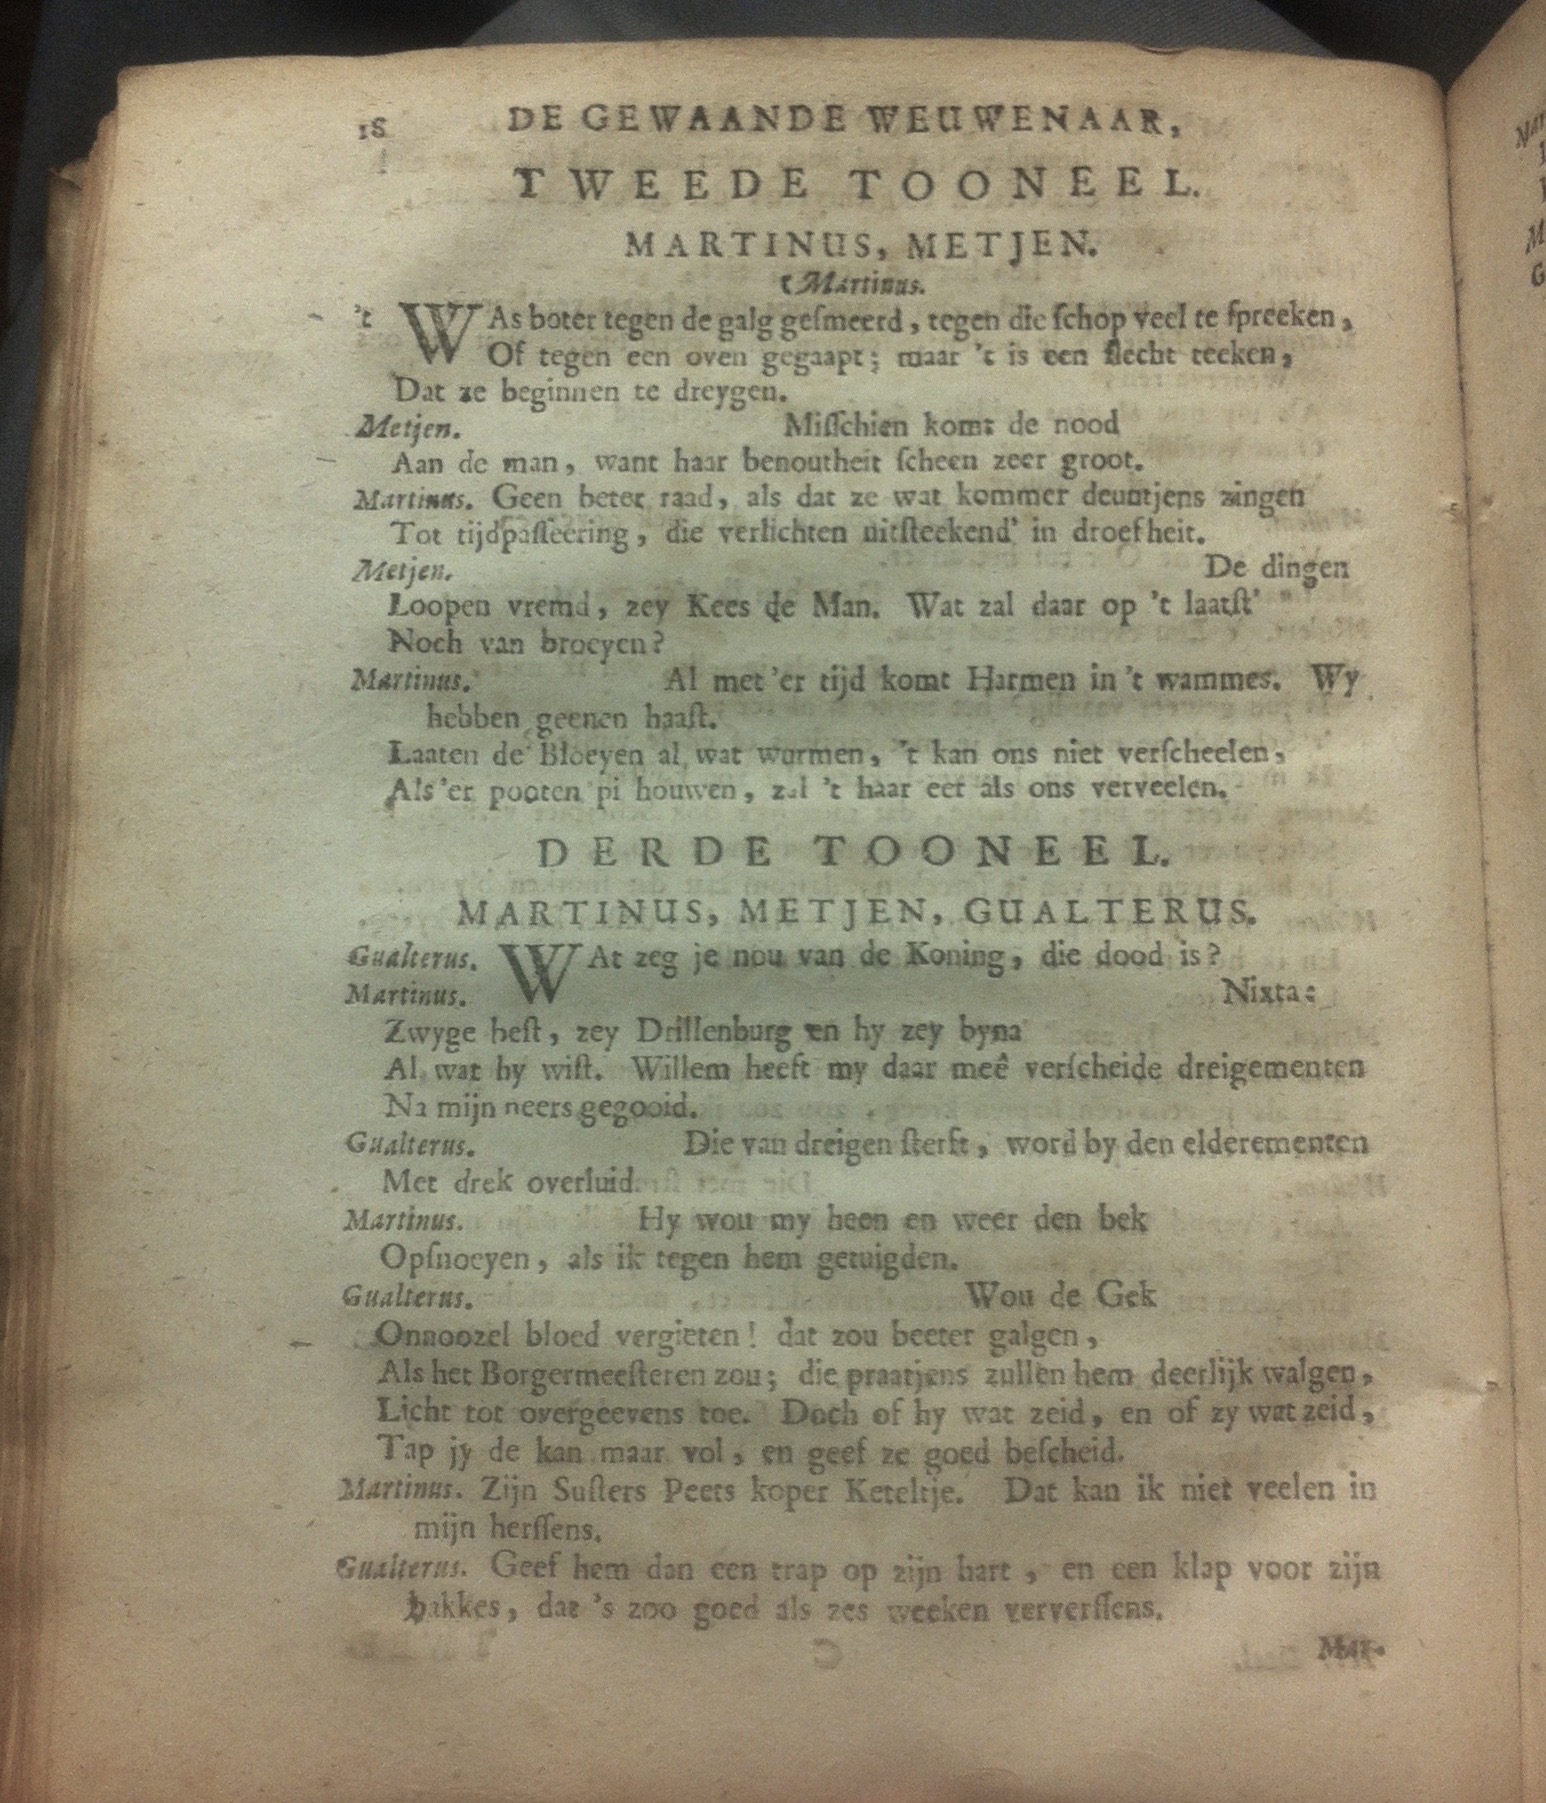 18 DE GEWAANDE WEUWENAAR,
TWEEDE TOONEEL.
MARTINUS, METJEN.
Martinus.
't WAs boter tegen de galg geſmeerd, tegen die ſchop veel te ſpreeken,
Of tegen een oven gegaapt; maar 't is een ſlecht teeken,
Dat ze beginnen te dreygen.
Metjen. Miſſchien komt de nood
Aan de man, want haar benoutheit ſcheen zeer groot.
Martinus. Geen beter raad, als dat ze wat kommer deuntjens zingen
Tot tijdpaſſeering, die verlichten uitſteekend' in droefheit.
Metjen. De dingen
Loopen vremd, zey Kees de Man. Wat zal daar op 't laatſt'
Noch van broeyen?
Martinus. Al met 'er tijd komt Harmen in 't wammes. Wy
hebben geenen haaſt.
Laaten de Bloeyen al wat wurmen, 't kan ons niet verſcheelen,
Als 'er pooten pi houwen, zal 't haar eer als ons verveelen.
DERDE TOONEEL.
MARTINUS, METJEN, GUALTERUS.
Gualterus. WAt zeg je nou van de Koning, die dood is?
Martinus. Nixta:
Zwyge beſt, zey Drillenburg en hy zey byna
Al wat hy wiſt. Willem heeft my daar meê verſcheide dreigementen
Na mijn neers gegooid.
Gualterus. Die van dreigen ſterft, word by den elderementen
Met drek overluid.
Martinus. Hy wou my heen en weer den bek
Opſnoeyen, als ik tegen hem getuigden.
Gualterus. Wou de Gek
Onnoozel bloed vergieten! dat zou beeter galgen,
Als het Borgermeeſteren zou; die praatjens zullen hem deerlijk walgen,
Licht tot overgeevens toe. Doch of hy wat zeid, en of zy wat zeid,
Tap jy de kan maar vol, en geef ze goed beſcheid.
Martinus. Zijn Suſters Peets koper Keteltje. Dat kan ik niet veelen in
mijn herſſens.
Gualterus. Geef hem dan een trap op zijn hart, en een klap voor zijn
bakkes, dat 's zoo goed als zes weeken ververſſens.
Mar-